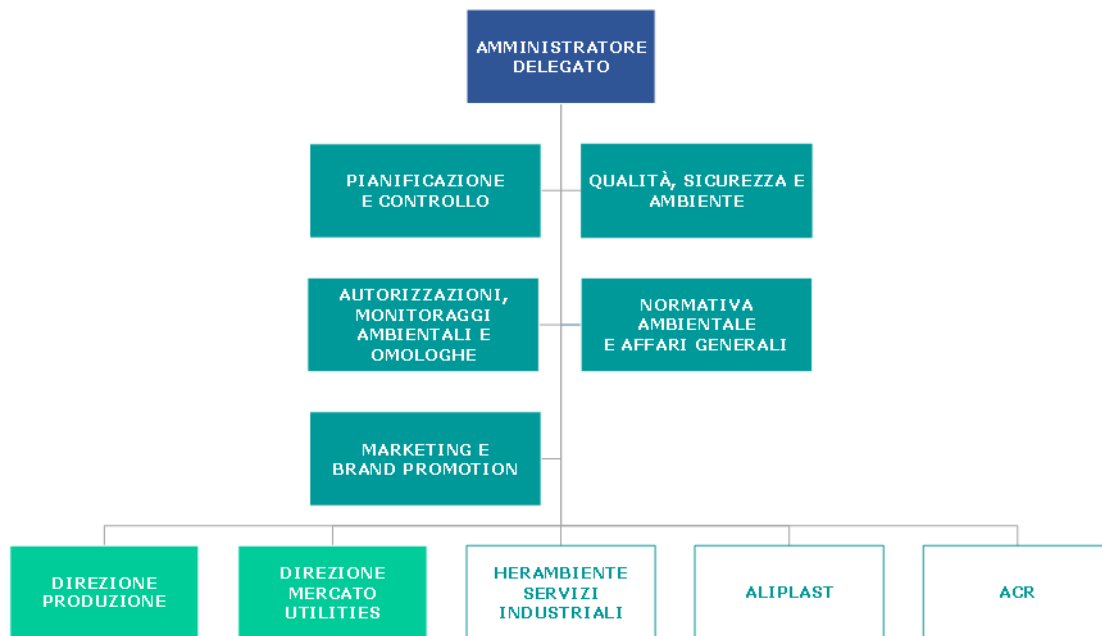 AMMINISTRATORE
DELEGATO
PIANIFICAZIONE
E CONTROLLO
QUALITÀ, SICUREZZA E
AMBIENTE
AUTORIZZAZIONI,
MONITORAGGI
AMBIENTALI E
OMOLOGHE
NORMATIVA
AMBIENTALE
E AFFARI GENERALI
MARKETING E
BRAND PROMOTION
DIREZIONE
PRODUZIONE
DIREZIONE
MERCATO
UTILITIES
HERAMBIENTE
SERVIZI
INDUSTRIALI
ALIPLAST
ACR